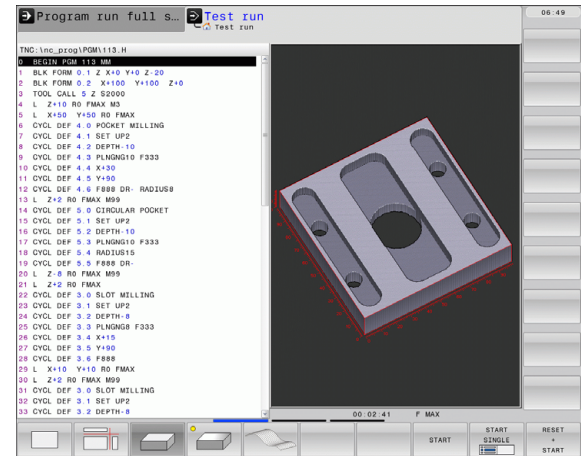 Program run full s…
Test run
Test run
06:49
TNC:\nc_prog\PGM\113.H
0 BEGIN PGM 113 MM
1 BLK FORM 0.1 Z X+0 Y+0 Z-20
2 BLK FORM 0.2 X+100 Y+100 Z+0
3 TOOL CALL 5 Z S2000
4 L Z+10 R0 FMAX M3
5 L X+50 Y+50 R0 FMAX
6 CYCL DEF 4.0 POCKET MILLING
7 CYCL DEF 4.1 SET UP2
8 CYCL DEF 4.2 DEPTH-10
9 CYCL DEF 4.3 PLNGNG10 F333
10 CYCL DEF 4.4 X+30
11 CYCL DEF 4.5 Y+90
12 CYCL DEF 4.6 F888 DR- RADIUS8
13 L Z+2 R0 FMAX M99
14 CYCL DEF 5.0 CIRCULAR POCKET
15 CYCL DEF 5.1 SET UP2
16 CYCL DEF 5.2 DEPTH-10
17 CYCL DEF 5.3 PLNGNG10 F333
18 CYCL DEF 5.4 RADIUS15
19 CYCL DEF 5.5 F888 DR-
20 L Z-8 R0 FMAX M99
21 L Z+2 R0 FMAX
22 CYCL DEF 3.0 SLOT MILLING
23 CYCL DEF 3.1 SET UP2
24 CYCL DEF 3.2 DEPTH-8
25 CYCL DEF 3.3 PLNGNG8 F333
26 CYCL DEF 3.4 X+15
27 CYCL DEF 3.5 Y+90
28 CYCL DEF 3.6 F888
29 L X+10 Y+10 R0 FMAX
30 L Z+2 R0 FMAX M99
31 CYCL DEF 3.0 SLOT MILLING
32 CYCL DEF 3.1 SET UP2
33 CYCL DEF 3.2 DEPTH-8
00:02:41 F MAX
START
START
SINGLE
RESET
+
START